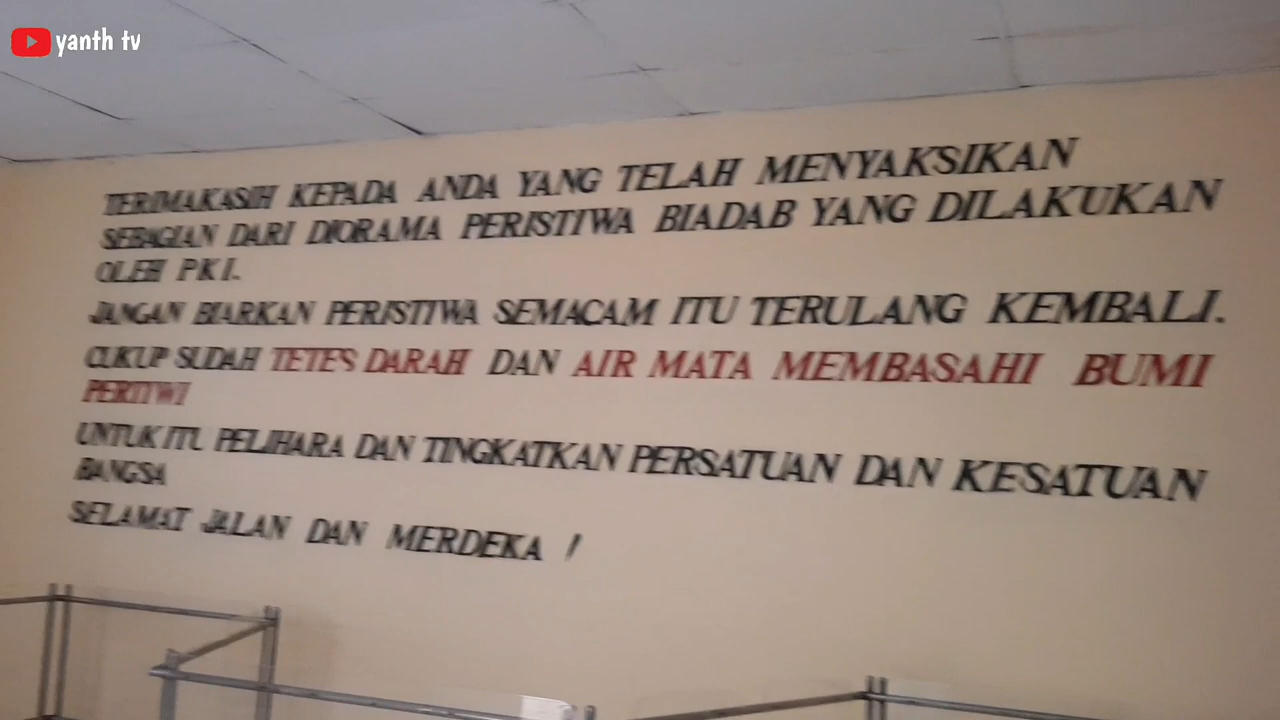 yanth tv
TERIMAKASIH KEPADA ANDA YANG TELAH MENYAKSIKAN
SEBAGIAN DARI DIORAMA PERISTIWA BIADAB YANG DILAKUKAN
OLEH PKI.
JANGAN BIARKAN PERISTIWA SEMACAM ITU TERULANG KEMBALI.
CUKUP SUDAH TETES DARAH DAN AIR MATA MEMBASAHI BUMI
PERTIWI
UNTUK ITU PELIHARA DAN TINGKATKAN PERSATUAN DAN KESATUAN
BANGSA
SELAMAT JALAN DAN MERDEKA !